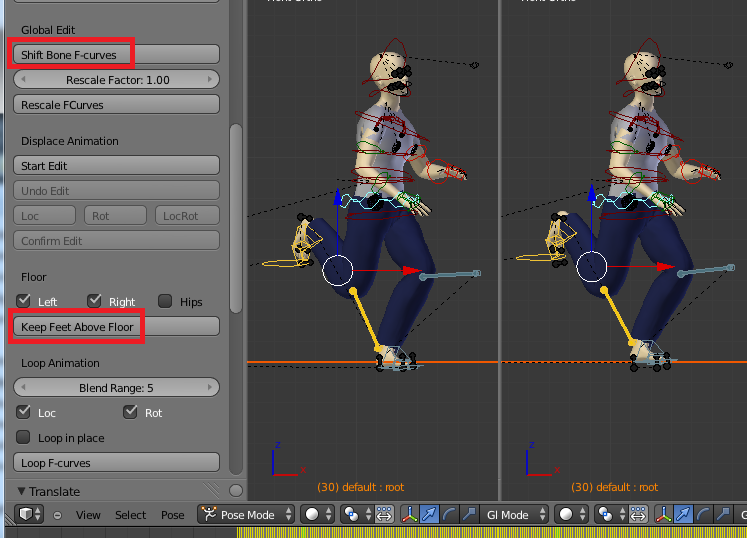 Global Edit
Shift Bone F-curves
Rescale Factor: 1.00
Rescale FCurves
Displace Animation
Start Edit
Undo Edit
Loc Rot LocRot
Confirm Edit
Floor
Left Right Hips
Keep Feet Above Floor
Loop Animation
Blend Range: 5
Loc Rot
Loop in place
Loop F-curves
Translate
z
x
(30) default : root
z
x
(30) default : root
View Select Pose Pose Mode Gl Mode